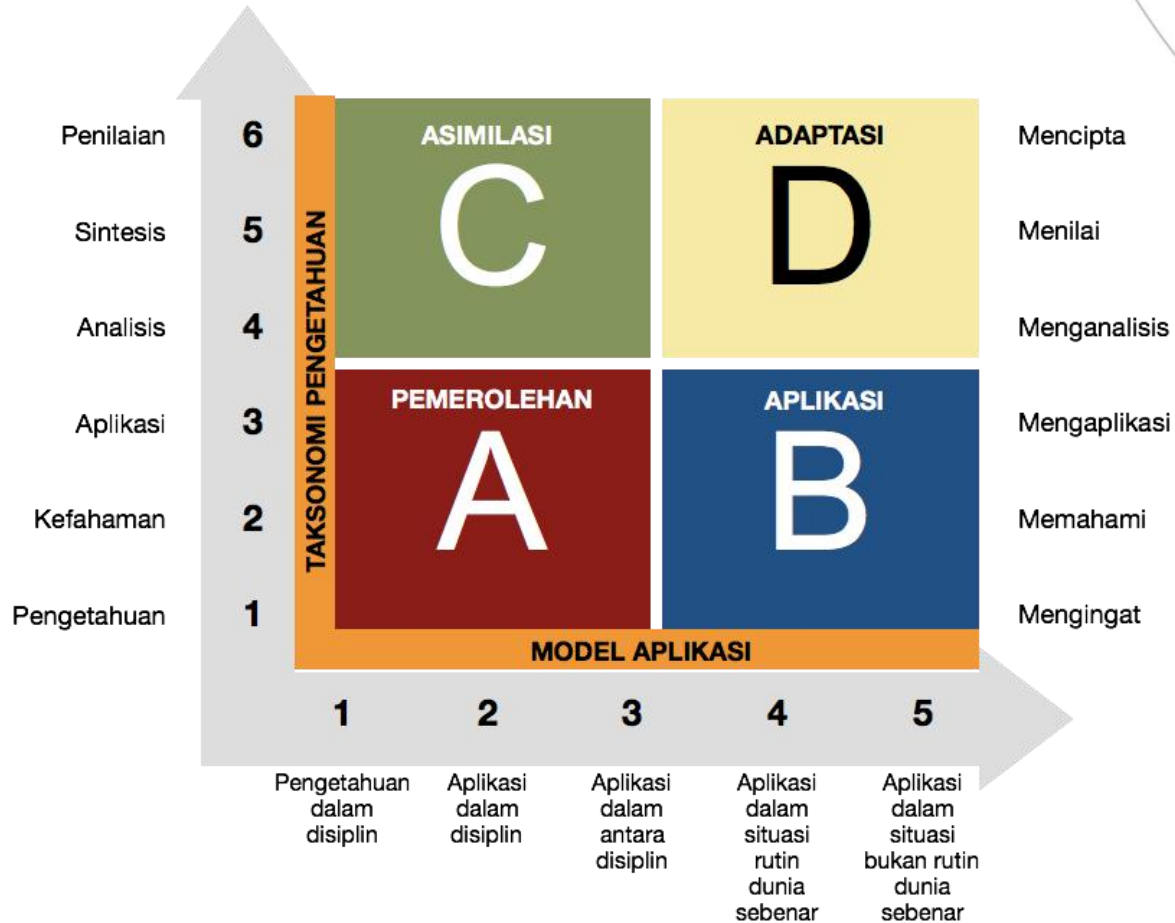 Penilaian
6
ASIMILASI
C
ADAPTASI
D
Mencipta
Sintesis
5
Menilai
Analisis
4
Menganalisis
TAKSONOMI PENGETAHUAN
Aplikasi
3
PEMEROLEHAN
A
APLIKASI
B
Mengaplikasi
Kefahaman
2
Memahami
Pengetahuan
1
Mengingat
MODEL APLIKASI
1 2 3 4 5
Pengetahuan
dalam
disiplin
Aplikasi
dalam
disiplin
Aplikasi
dalam
antara
disiplin
Aplikasi
dalam
situasi
rutin
dunia
sebenar
Aplikasi
dalam
situasi
bukan rutin
dunia
sebenar